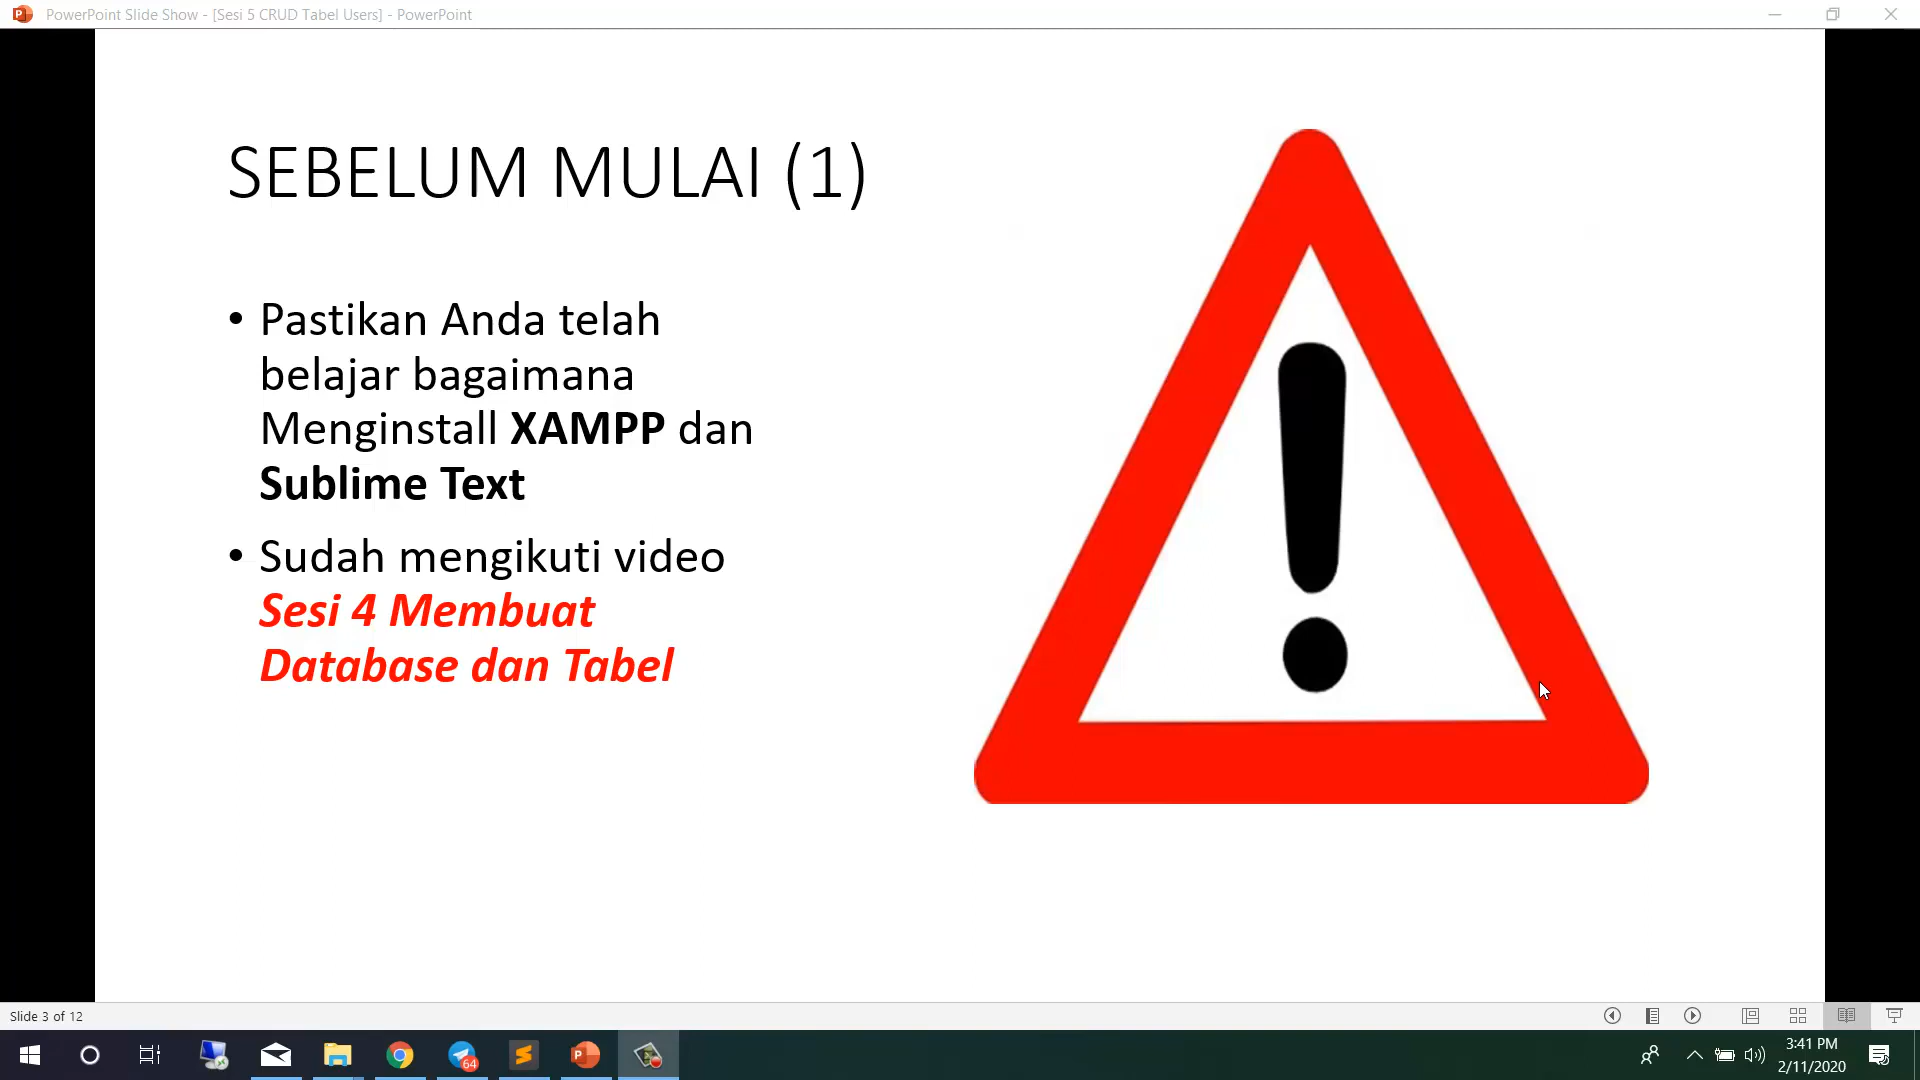 PowerPoint Slide Show - [Sesi 5 CRUD Tabel Users] - PowerPoint
SEBELUM MULAI (1)
• Pastikan Anda telah
belajar bagaimana
Menginstall XAMPP dan
Sublime Text
• Sudah mengikuti video
Sesi 4 Membuat
Database dan Tabel
Slide 3 of 12
64
3:41 PM
2/11/2020